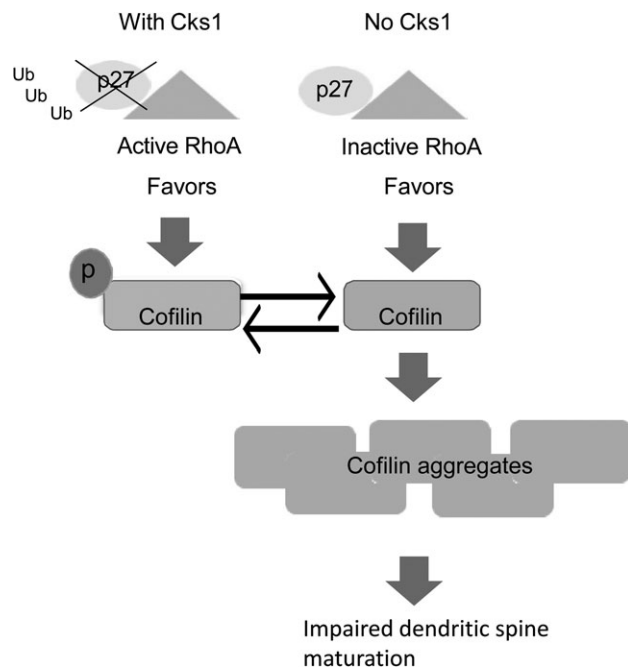 With Cks1
No Cks1
Ub
Ub
Ub
p27
p27
Active RhoA
Inactive RhoA
Favors
Favors
p
Cofilin
Cofilin
Cofilin aggregates
Impaired dendritic spine
maturation